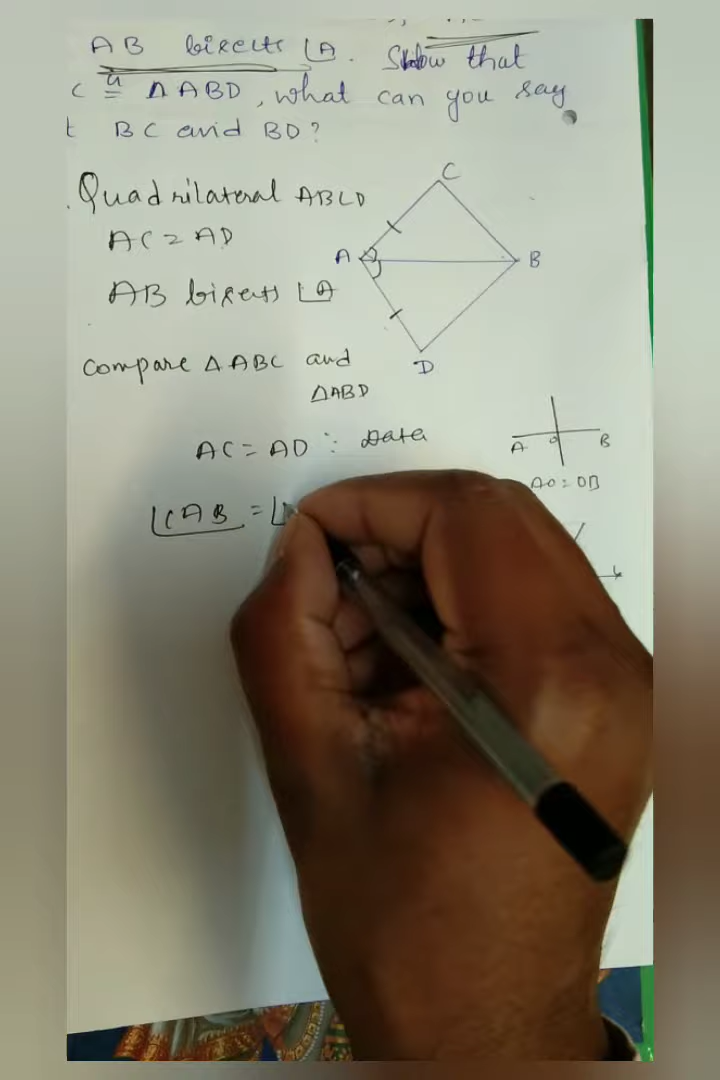 AB bisects ∠A. Show that
C ≅ ΔABD, what can you say
t BC and BD?
Quadrilateral ABCD
AC = AD
AB bisects ∠A
Compare ΔABC and
ΔABD
AC = AD ∵ Data
∠CAB = ∠
C
A
B
D
A O B
AO = OB